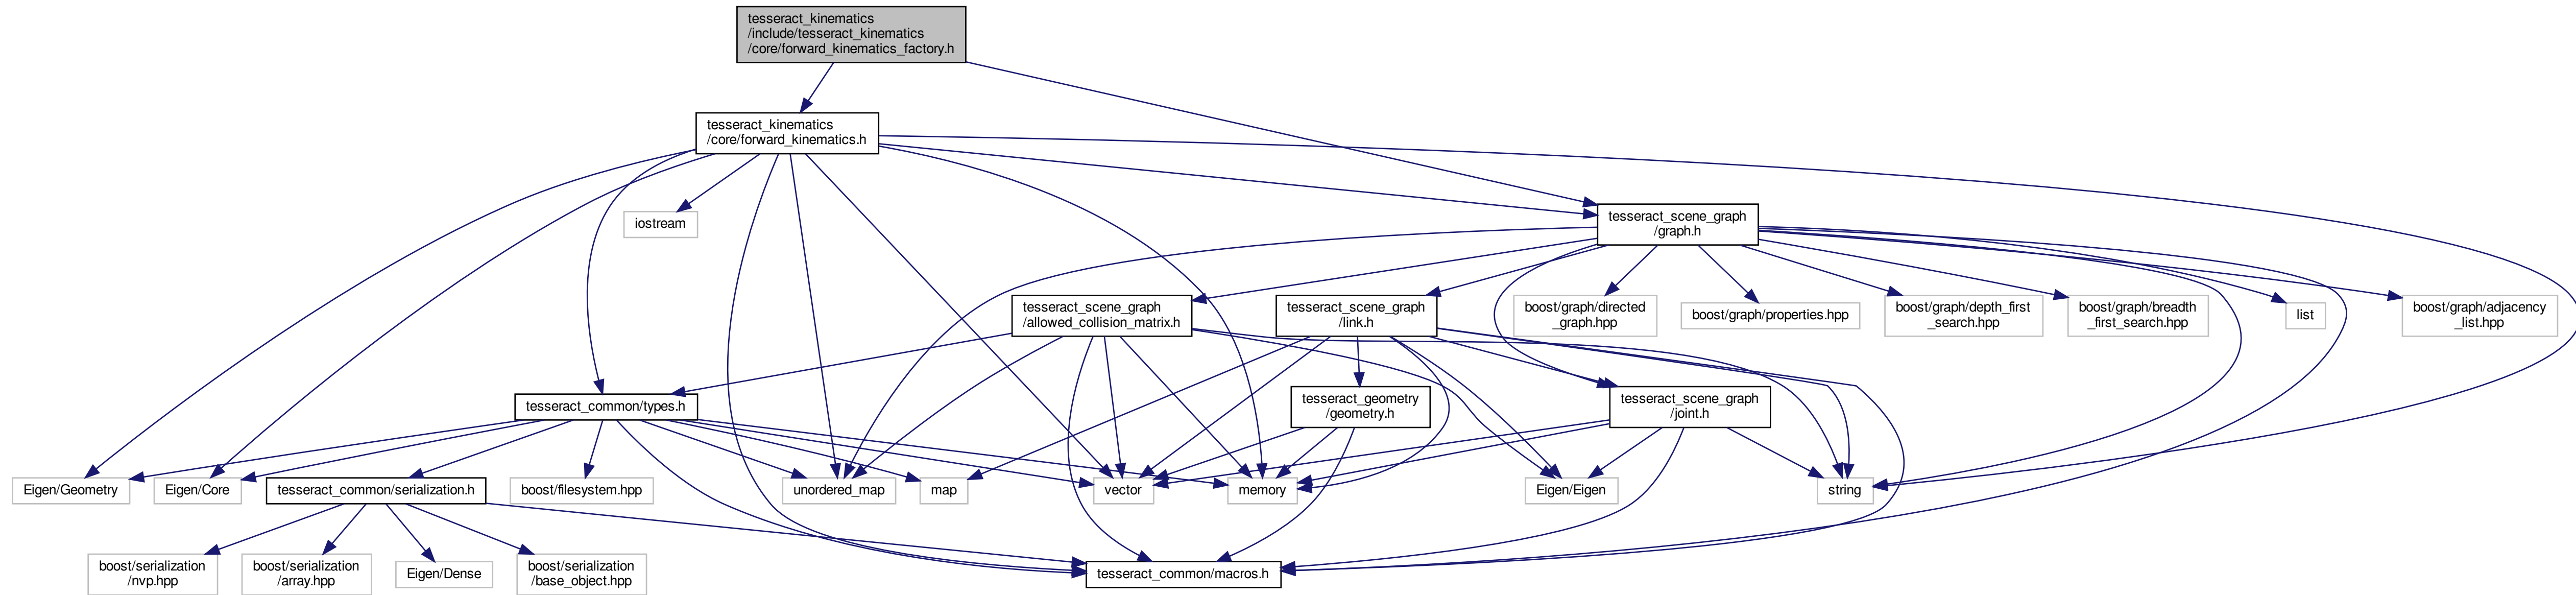 tesseract_kinematics
/include/tesseract_kinematics
/core/forward_kinematics_factory.h
tesseract_kinematics
/core/forward_kinematics.h
iostream
tesseract_scene_graph
/graph.h
tesseract_scene_graph
/allowed_collision_matrix.h
tesseract_scene_graph
/link.h
boost/graph/directed
_graph.hpp
boost/graph/properties.hpp
boost/graph/depth_first
_search.hpp
boost/graph/breadth
_first_search.hpp
list
boost/graph/adjacency
_list.hpp
tesseract_common/types.h
tesseract_geometry
/geometry.h
tesseract_scene_graph
/joint.h
Eigen/Geometry
Eigen/Core
tesseract_common/serialization.h
boost/filesystem.hpp
unordered_map
map
vector
memory
Eigen/Eigen
string
boost/serialization
/nvp.hpp
boost/serialization
/array.hpp
Eigen/Dense
boost/serialization
/base_object.hpp
tesseract_common/macros.h